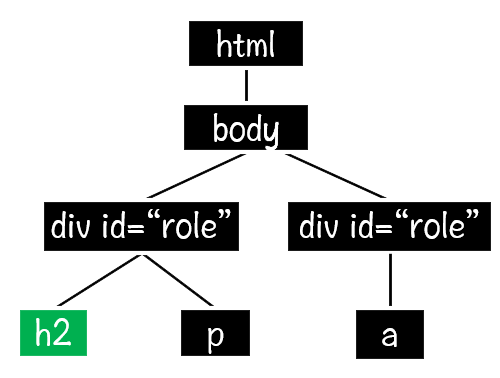 html
body
div id=“role”
div id=“role”
h2
p
a